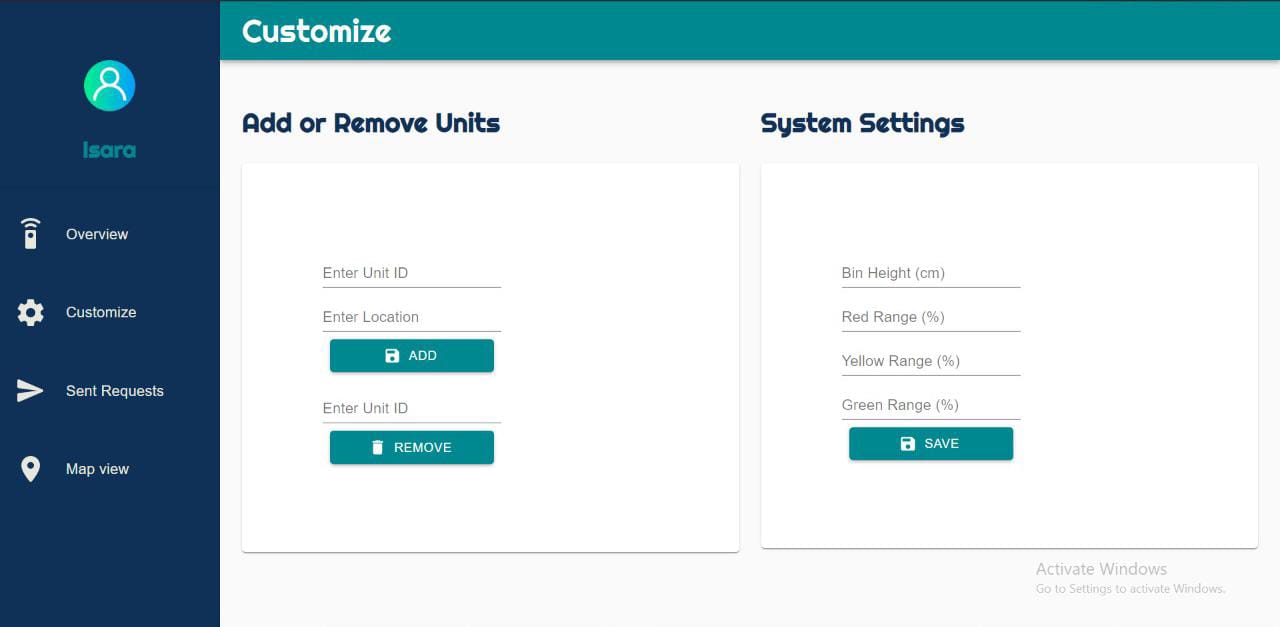 Customize
Isara
Overview
Customize
Sent Requests
Map view
Add or Remove Units
Enter Unit ID
Enter Location
ADD
Enter Unit ID
REMOVE
System Settings
Bin Height (cm)
Red Range (%)
Yellow Range (%)
Green Range (%)
SAVE
Activate Windows
Go to Settings to activate Windows.